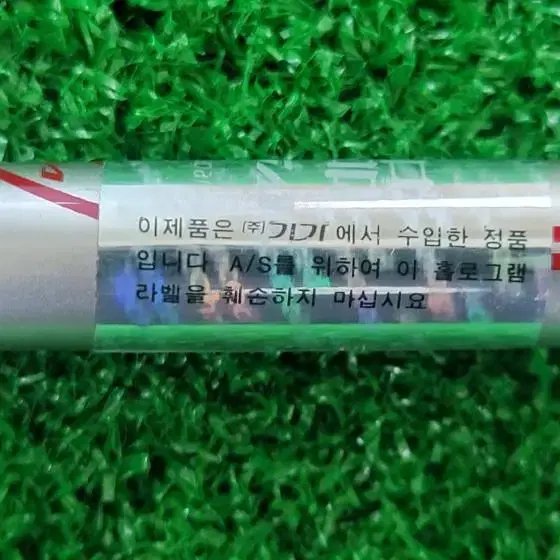 이제품은 (주)기가에서 수입한 정품
입니다 A/S를 위하여 이 홀로그램
라벨을 훼손하지 마십시요